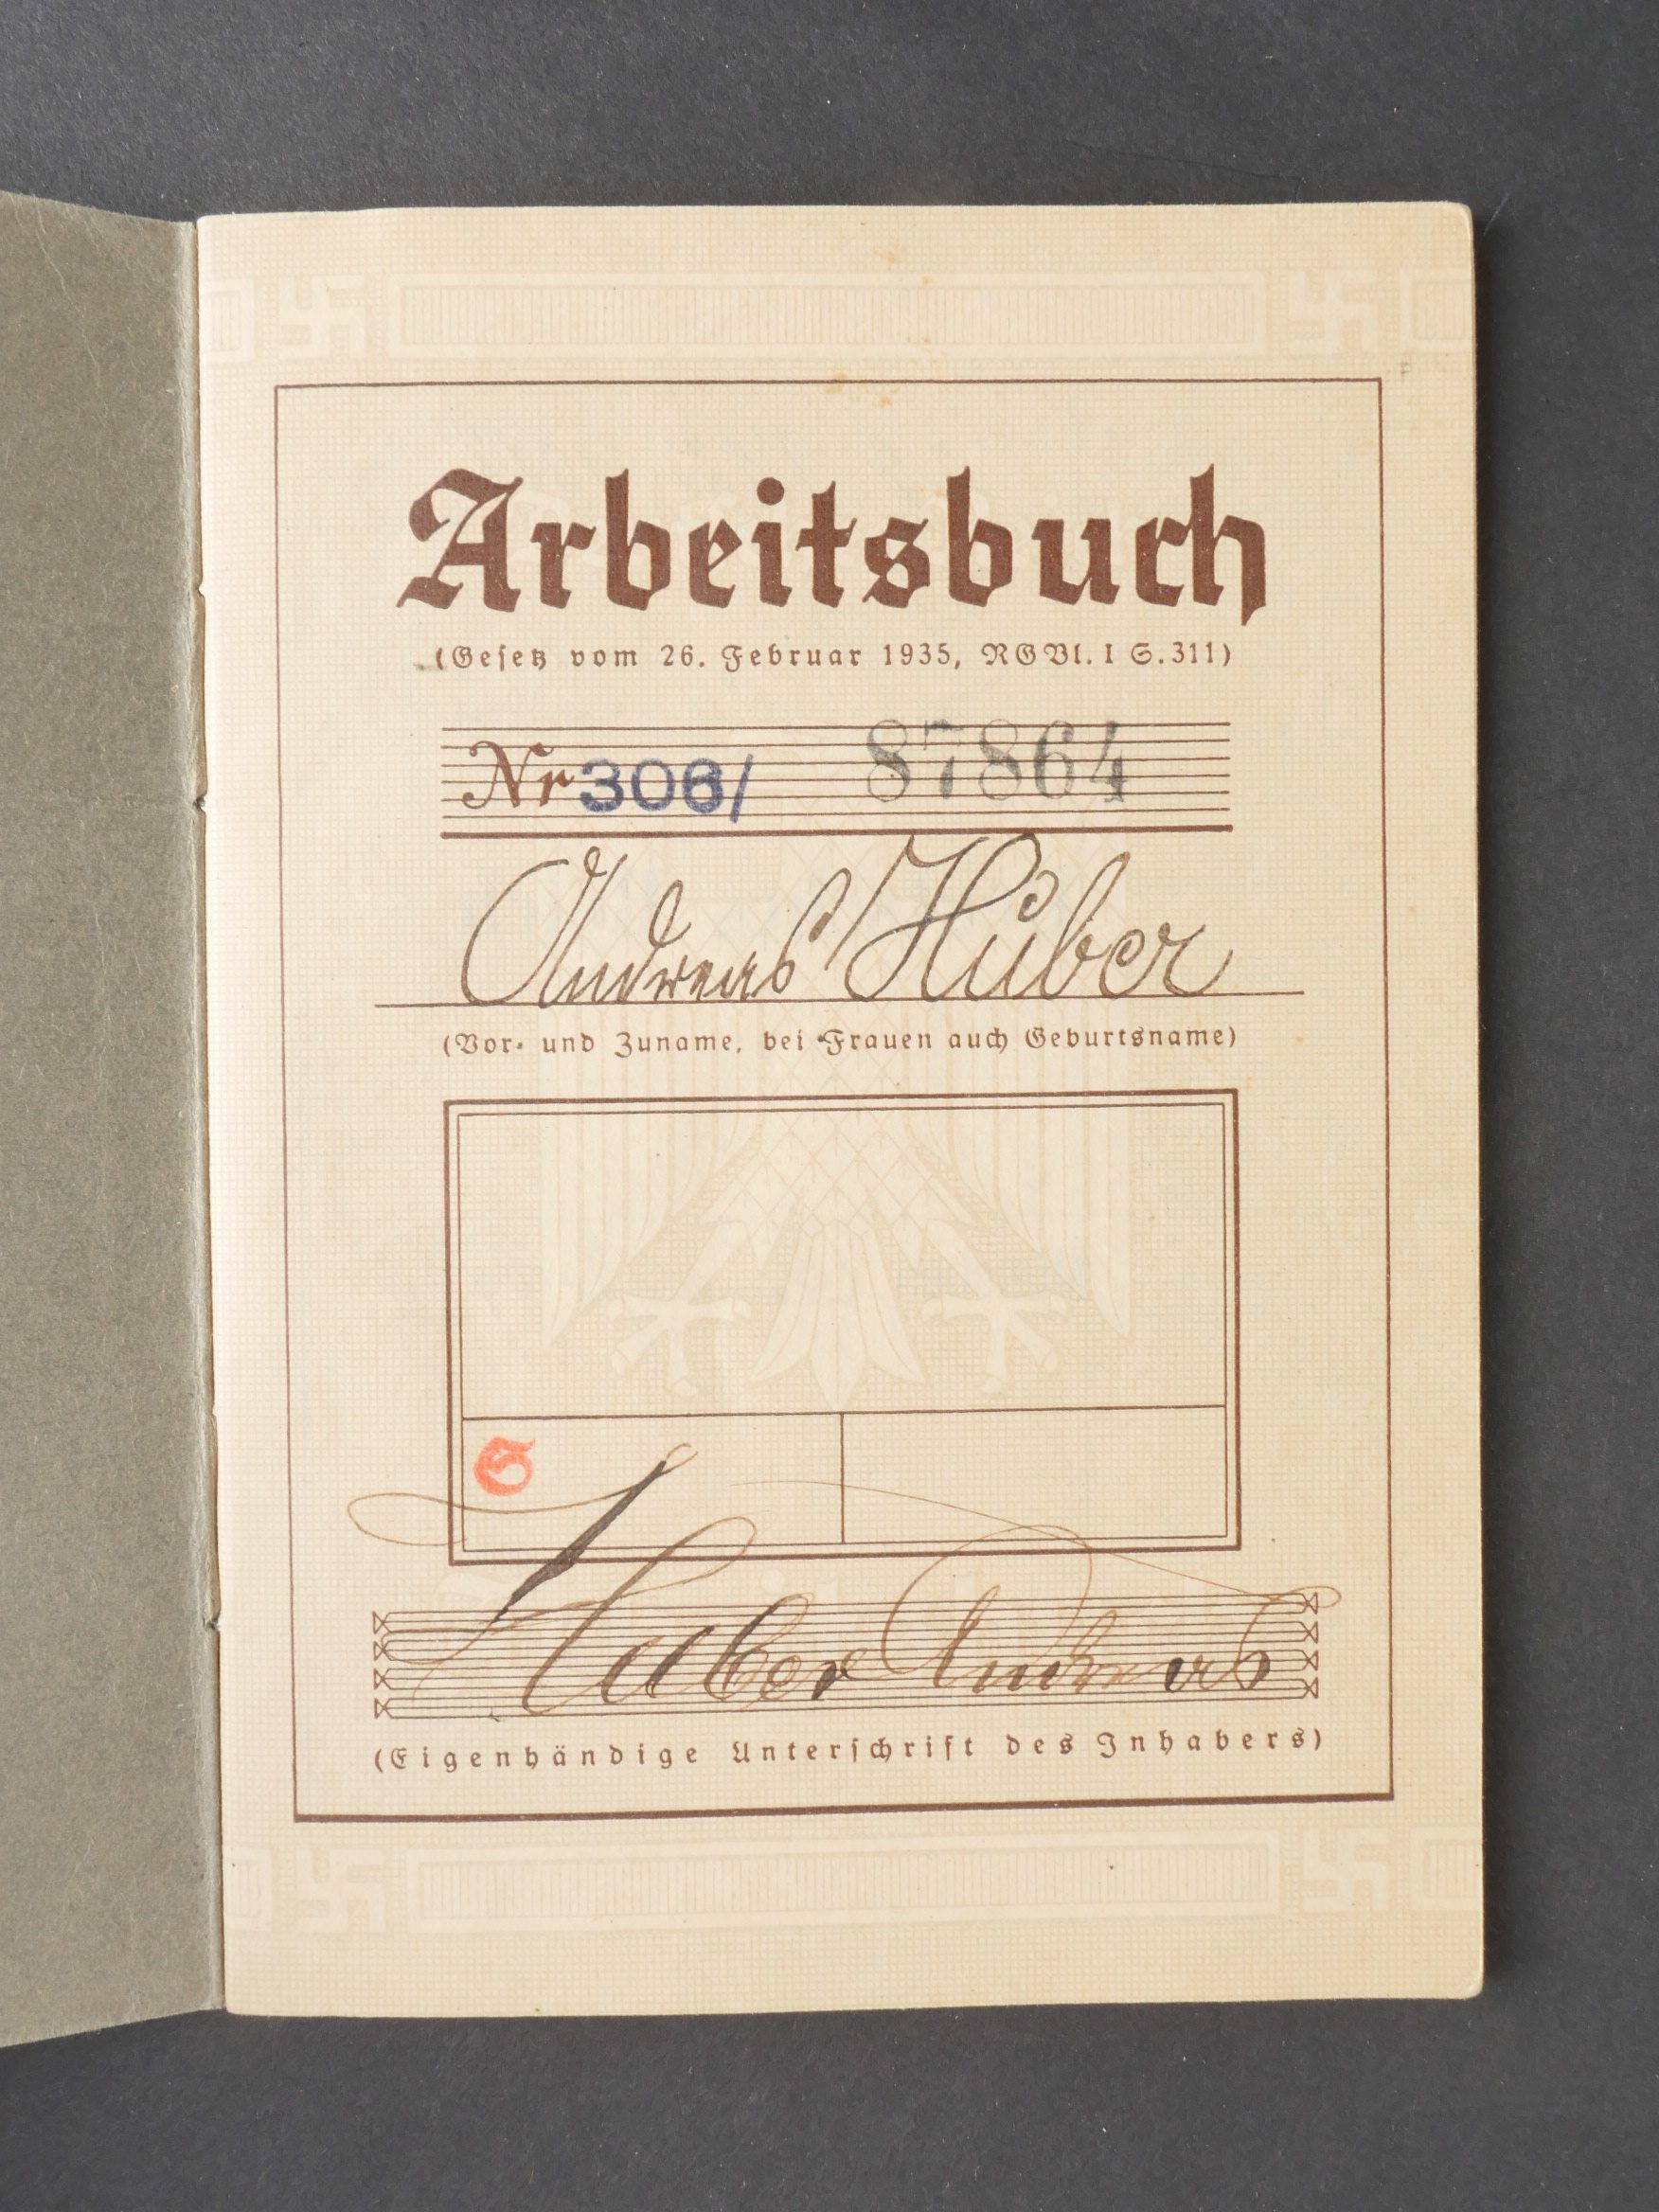 Arbeitsbuch
(Gesetz vom 26. Februar 1935, RGBl. I S. 311)
Nr 306/ 87864
Andreas Huber
(Vor- und Zuname, bei Frauen auch Geburtsname)
S
Huber Andreas
(Eigenhändige Unterschrift des Inhabers)